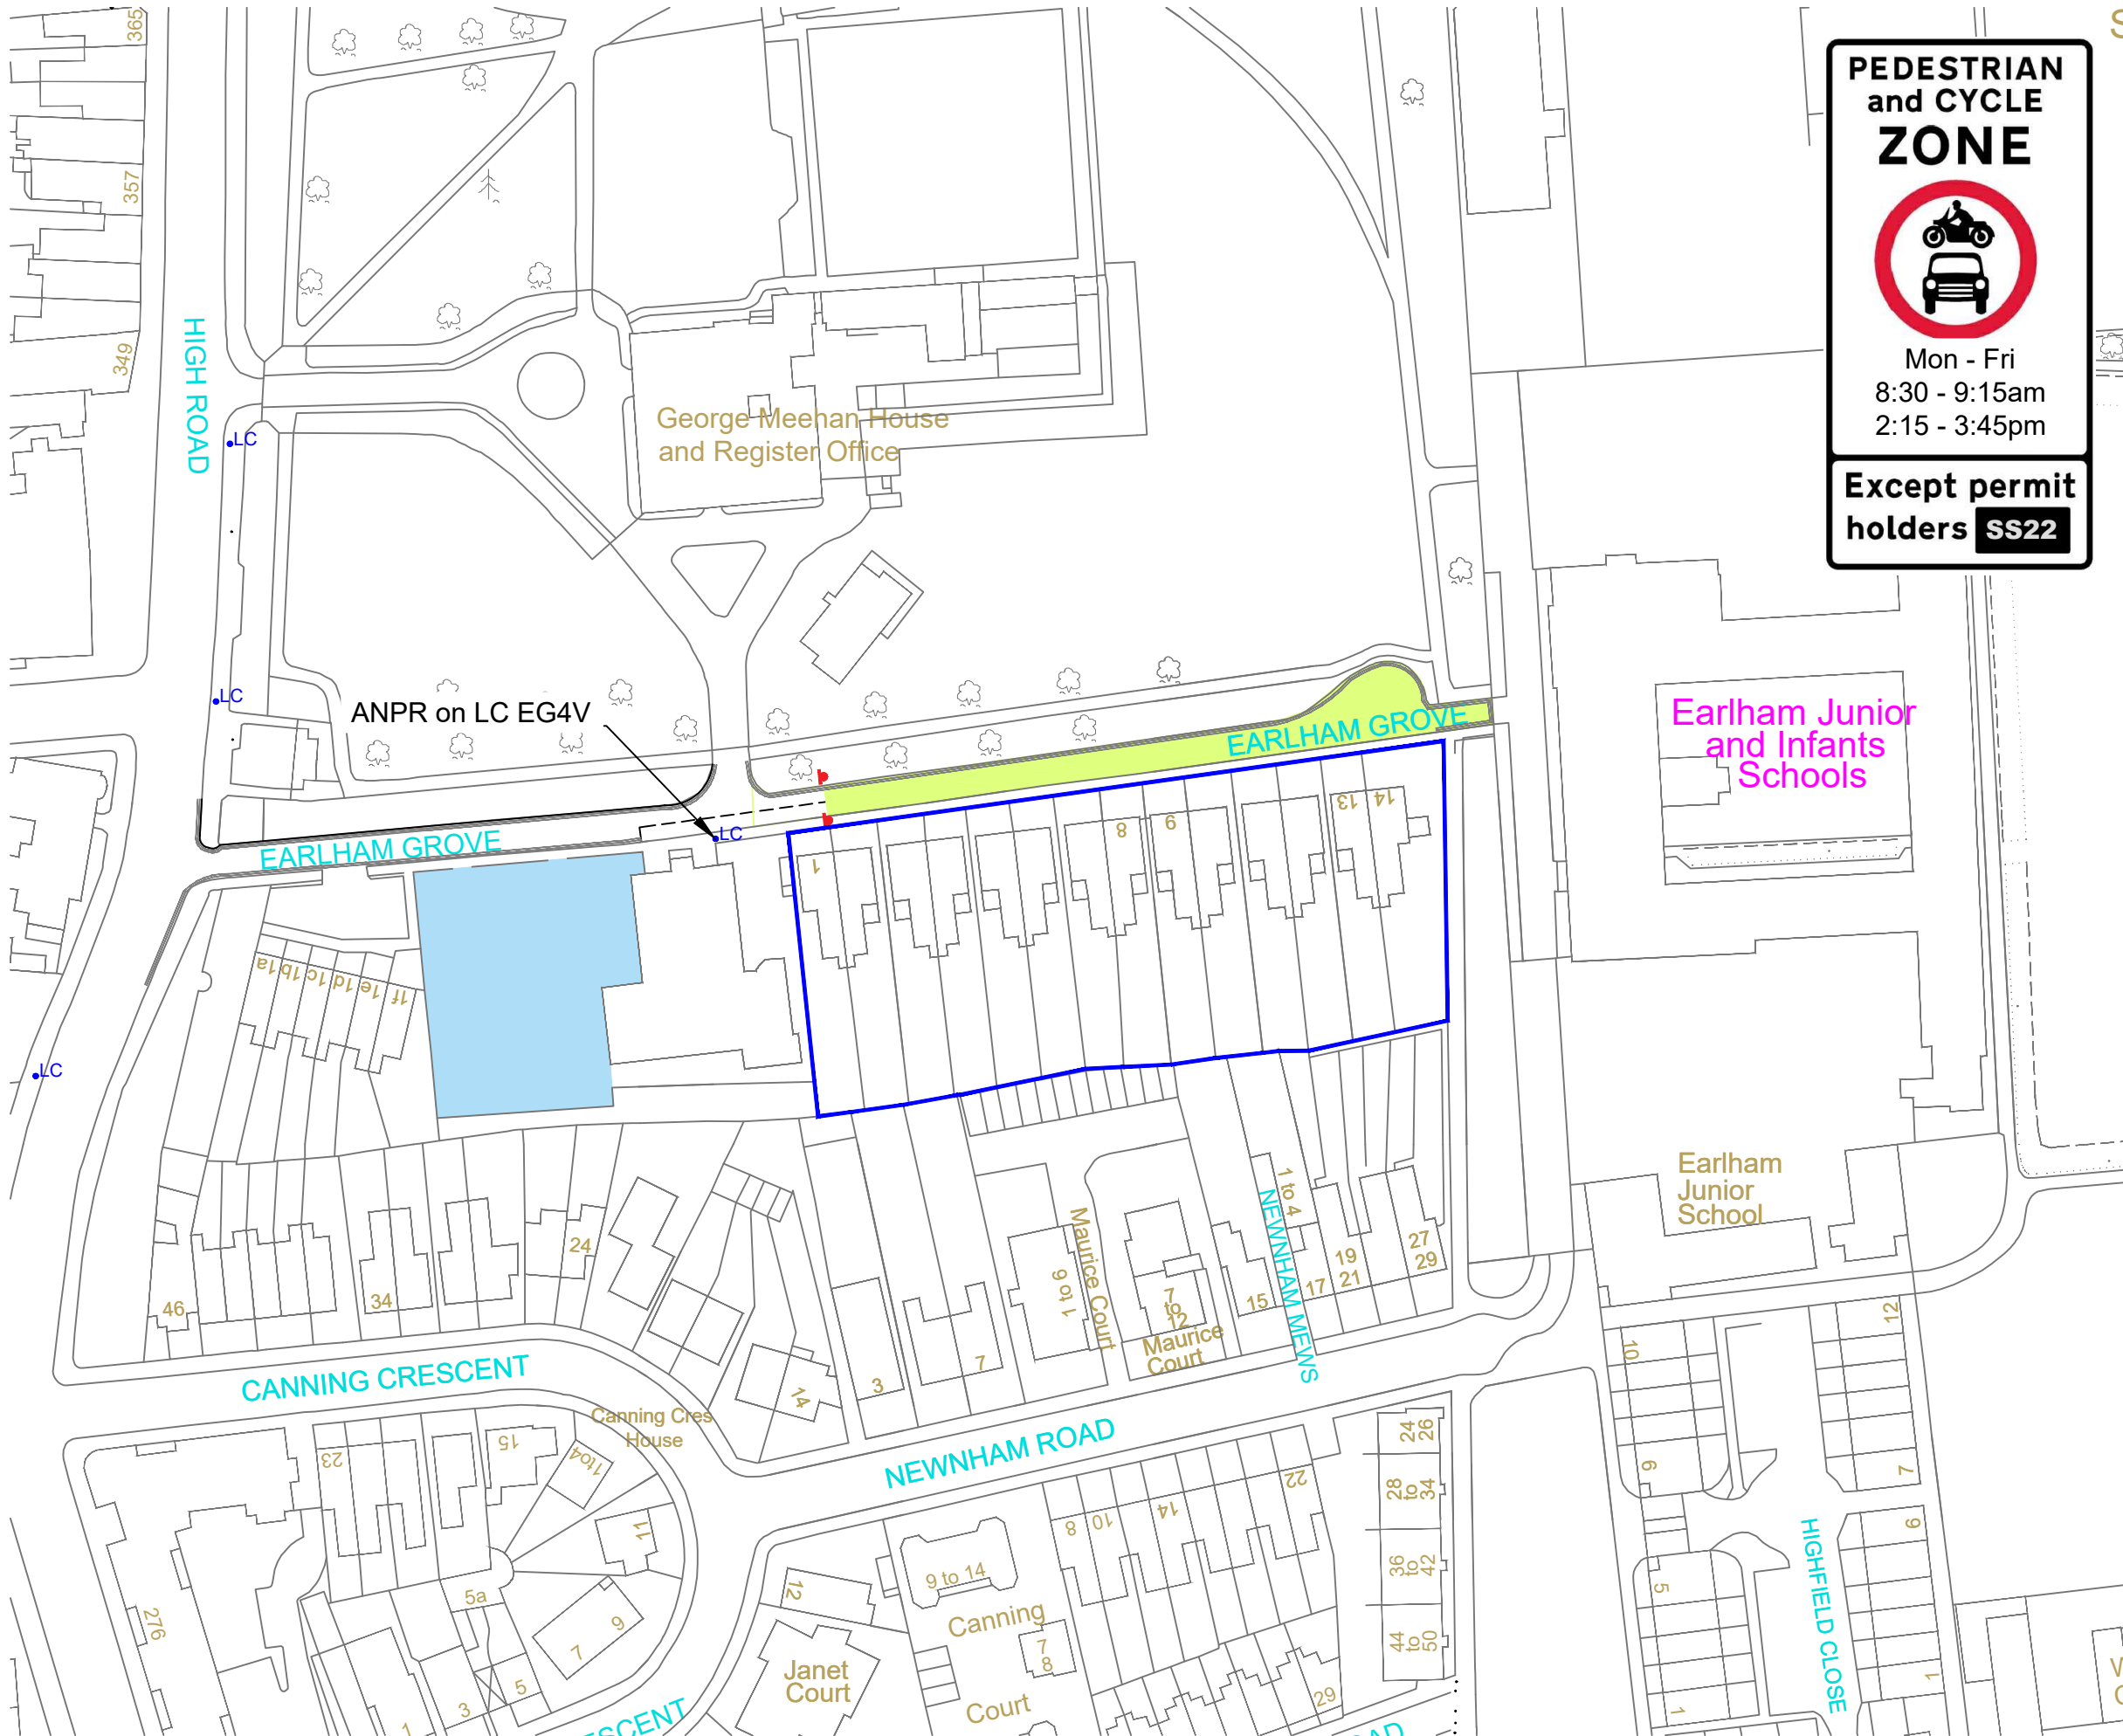 365
357
349
HIGH ROAD
LC
George Meehan House
and Register Office
PEDESTRIAN
and CYCLE
ZONE
Mon - Fri
8:30 - 9:15am
2:15 - 3:45pm
Except permit
holders SS22
LC
ANPR on LC EG4V
LC
EARLHAM GROVE
EARLHAM GROVE
Earlham Junior
and Infants
Schools
1
8
9
13
14
1a
1b
1c
1d
1e
1f
LC
Earlham
Junior
School
46
34
24
14
3
7
1 to 6
Maurice Court
7
to
12
Maurice
Court
15
1 to 4
NEWNHAM MEWS
17
19
21
27
29
CANNING CRESCENT
Canning Cres
House
NEWNHAM ROAD
23
15
1to4
11
5a
9
7
5
3
1
276
12
Janet
Court
9 to 14
Canning
7
8
Court
8
10
14
22
24
26
28
to
34
36
to
42
44
to
50
29
10
6
5
1
12
7
6
1
HIGHFIELD CLOSE